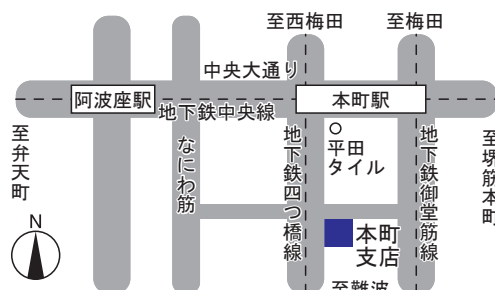 至西梅田
至梅田
中央大通り
阿波座駅
本町駅
地下鉄中央線
至弁天町
なにわ筋
地下鉄四つ橋線
平田
タイル
地下鉄御堂筋線
至堺筋本町
N
本町
支店
至難波